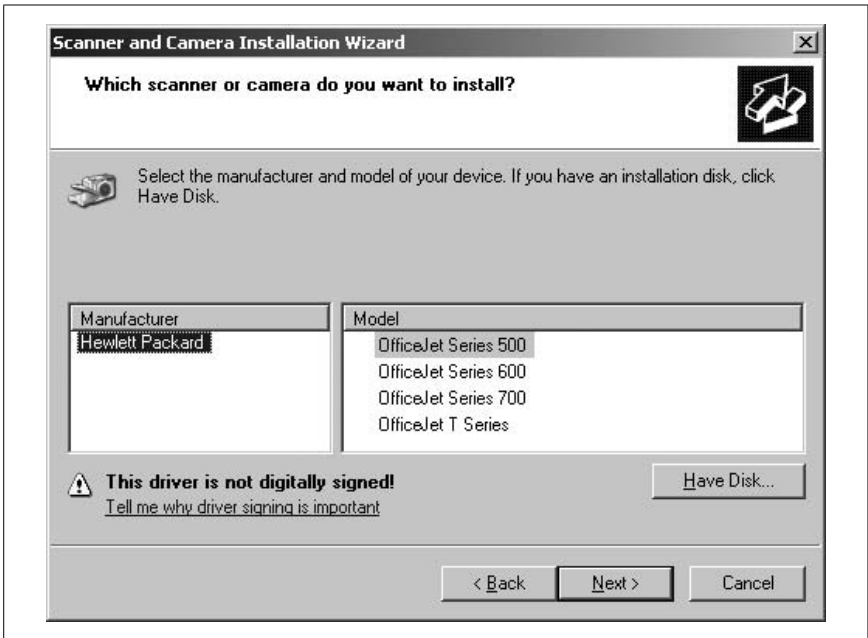 Scanner and Camera Installation Wizard
Which scanner or camera do you want to install?
Select the manufacturer and model of your device. If you have an installation disk, click
Have Disk.
Manufacturer
Hewlett Packard
Model
OfficeJet Series 500
OfficeJet Series 600
OfficeJet Series 700
OfficeJet T Series
This driver is not digitally signed!
Tell me why driver signing is important
Have Disk...
< Back
Next >
Cancel